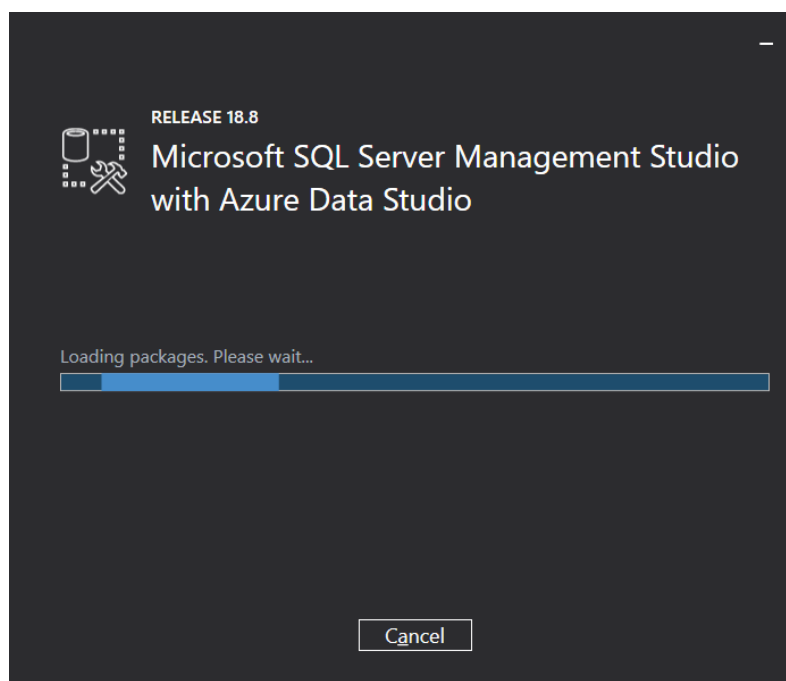 RELEASE 18.8
Microsoft SQL Server Management Studio
with Azure Data Studio
Loading packages. Please wait...
Cancel